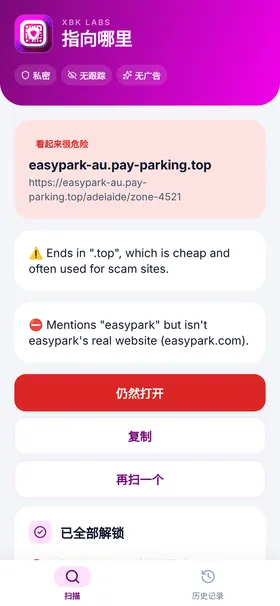 XBK LABS
指向哪里
私密
无跟踪
无广告
看起来很危险
easypark-au.pay-parking.top
https://easypark-au.pay-
parking.top/adelaide/zone-4521
⚠️ Ends in ".top", which is cheap and
often used for scam sites.
⛔ Mentions "easypark" but isn't
easypark's real website (easypark.com).
仍然打开
复制
再扫一个
已全部解锁
扫描
历史记录